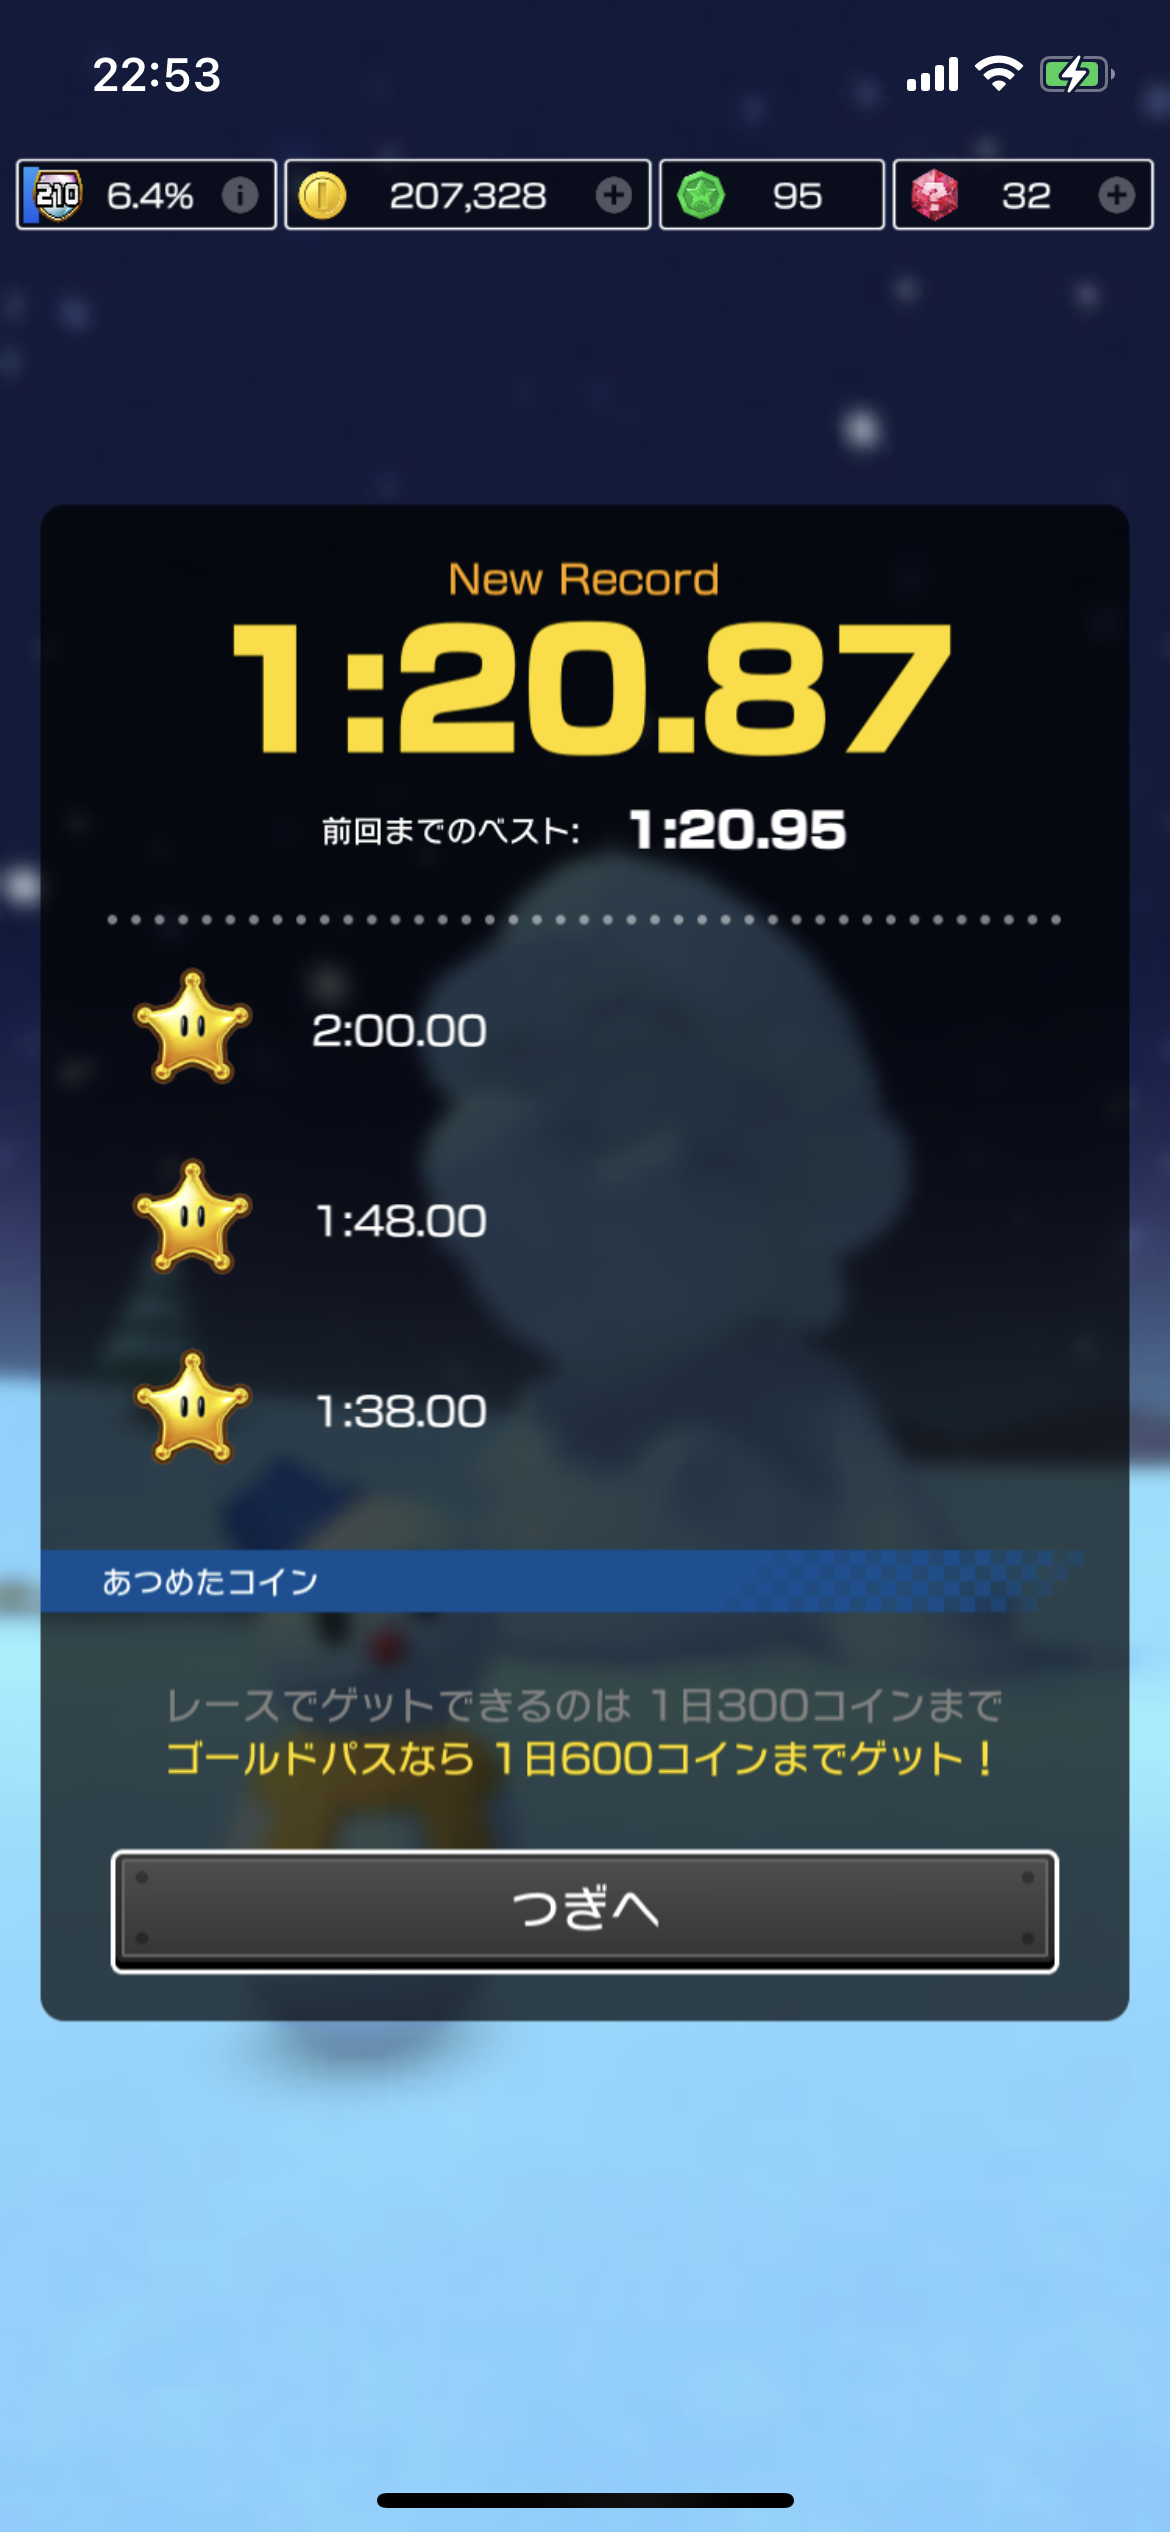 22:53
210 6.4% 207,328 95 32
New Record
1:20.87
前回までのベスト: 1:20.95
2:00.00
1:48.00
1:38.00
あつめたコイン
レースでゲットできるのは 1日300コインまで
ゴールドパスなら 1日600コインまでゲット！
つぎへ